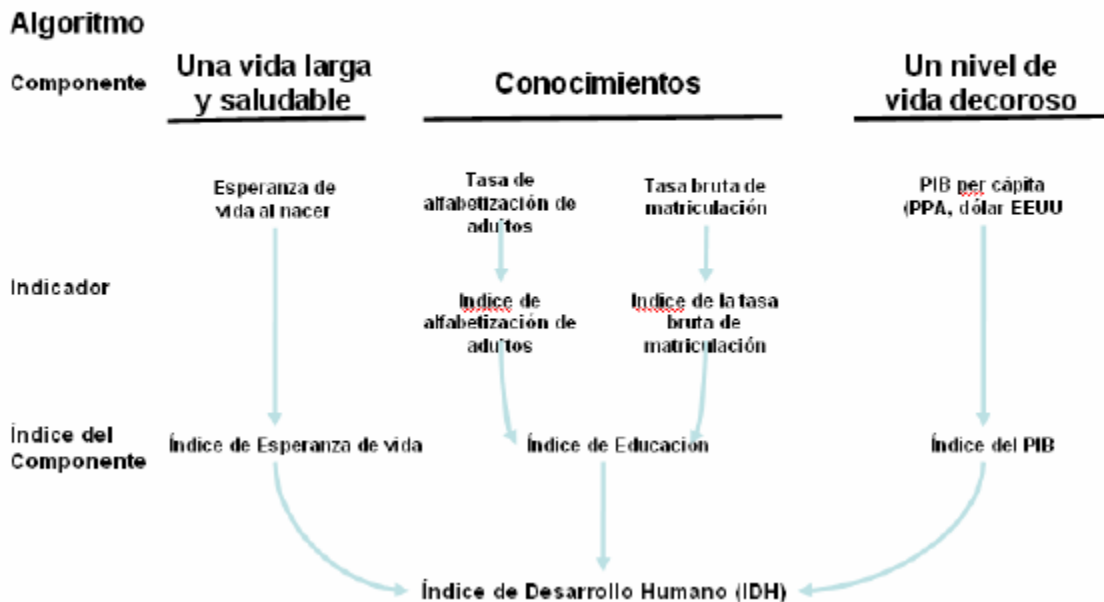 Algoritmo
Componente
Una vida larga
y saludable
Conocimientos
Un nivel de
vida decoroso
Esperanza de
vida al nacer
Tasa de
alfabetización de
adultos
Tasa bruta de
matriculación
PIB per cápita
(PPA, dólar EEUU
Indicador
Indice de
alfabetización de
adultos
Indice de la tasa
bruta de
matriculación
Índice del
Componente
Índice de Esperanza de vida
Índice de Educación
Índice del PIB
Índice de Desarrollo Humano (IDH)